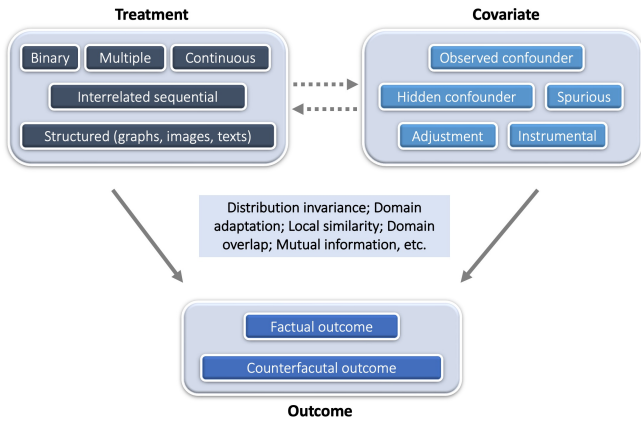 Treatment
Covariate
Binary
Multiple
Continuous
Interrelated sequential
Structured (graphs, images, texts)
Observed confounder
Hidden confounder
Spurious
Adjustment
Instrumental
Distribution invariance; Domain
adaptation; Local similarity; Domain
overlap; Mutual information, etc.
Factual outcome
Counterfacutal outcome
Outcome